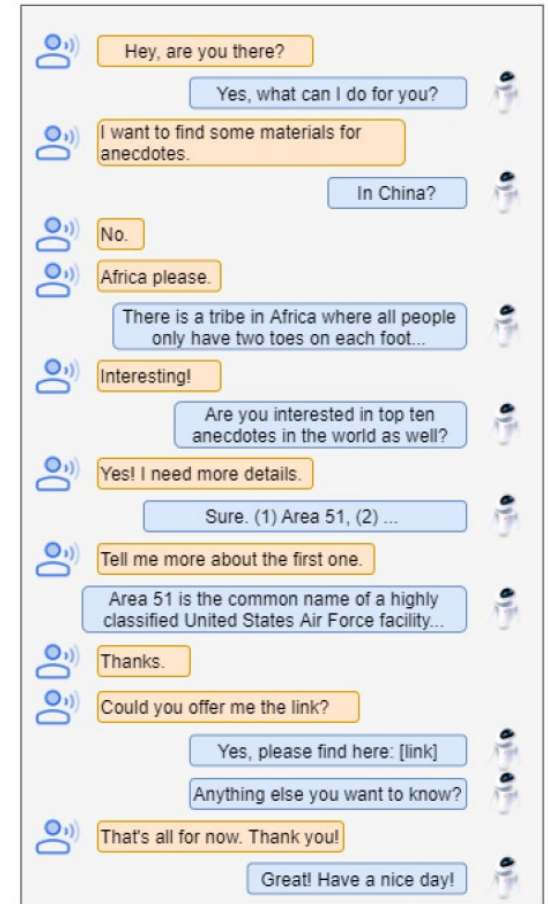 Hey, are you there?
Yes, what can I do for you?
I want to find some materials for
anecdotes.
In China?
No.
Africa please.
There is a tribe in Africa where all people
only have two toes on each foot...
Interesting!
Are you interested in top ten
anecdotes in the world as well?
Yes! I need more details.
Sure. (1) Area 51, (2) ...
Tell me more about the first one.
Area 51 is the common name of a highly
classified United States Air Force facility...
Thanks.
Could you offer me the link?
Yes, please find here: [link]
Anything else you want to know?
That's all for now. Thank you!
Great! Have a nice day!